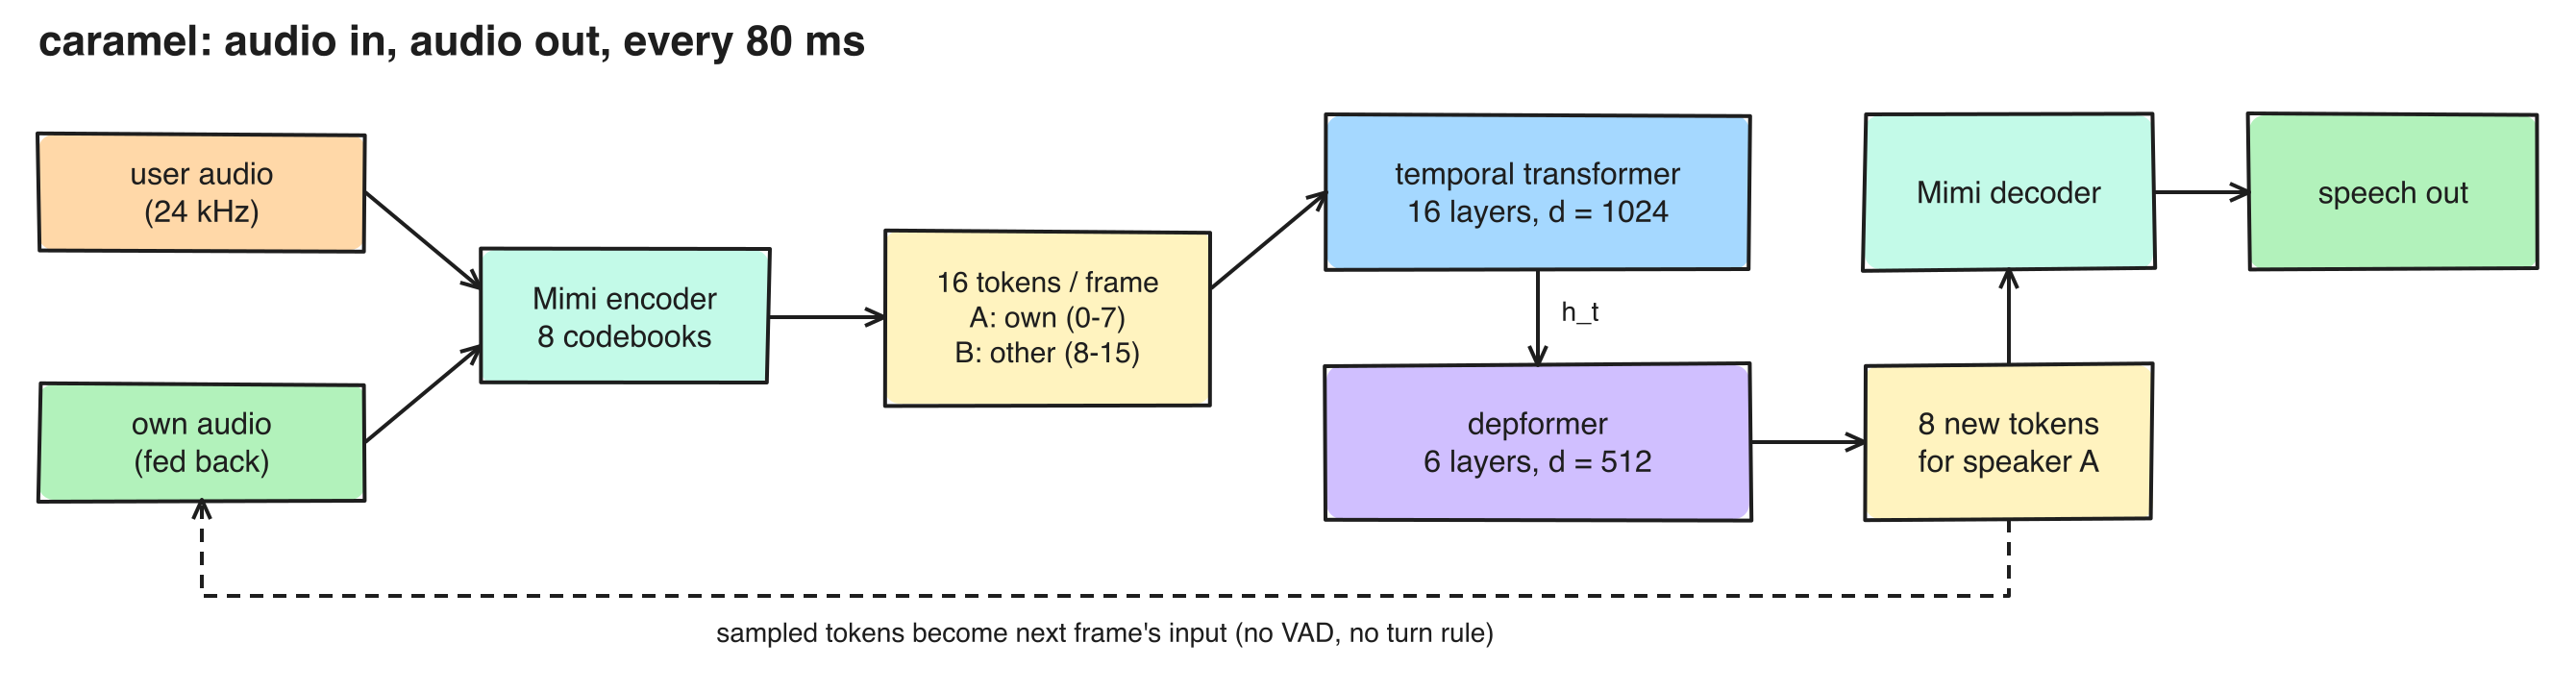 caramel: audio in, audio out, every 80 ms
user audio
(24 kHz)
own audio
(fed back)
Mimi encoder
8 codebooks
16 tokens / frame
A: own (0-7)
B: other (8-15)
temporal transformer
16 layers, d = 1024
h_t
depformer
6 layers, d = 512
8 new tokens
for speaker A
Mimi decoder
speech out
sampled tokens become next frame's input (no VAD, no turn rule)